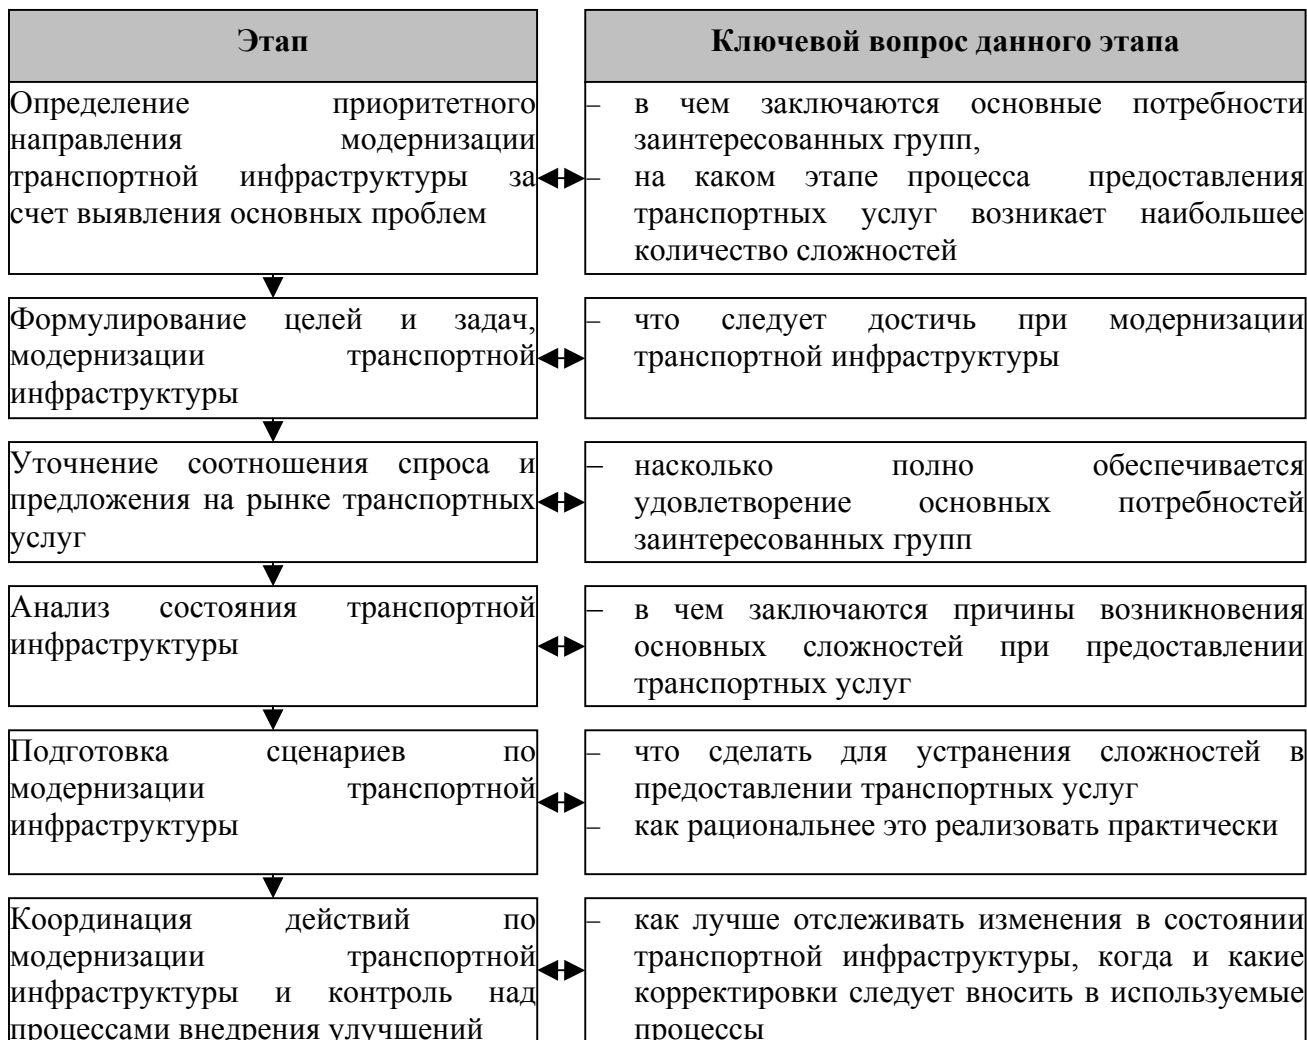 Этап
Ключевой вопрос данного этапа
Определение приоритетного
направления модернизации
транспортной инфраструктуры за
счет выявления основных проблем
– в чем заключаются основные потребности
заинтересованных групп,
– на каком этапе процесса предоставления
транспортных услуг возникает наибольшее
количество сложностей
Формулирование целей и задач,
модернизации транспортной
инфраструктуры
– что следует достичь при модернизации
транспортной инфраструктуры
Уточнение соотношения спроса и
предложения на рынке транспортных
услуг
– насколько полно обеспечивается
удовлетворение основных потребностей
заинтересованных групп
Анализ состояния транспортной
инфраструктуры
– в чем заключаются причины возникновения
основных сложностей при предоставлении
транспортных услуг
Подготовка сценариев по
модернизации транспортной
инфраструктуры
– что сделать для устранения сложностей в
предоставлении транспортных услуг
– как рациональнее это реализовать практически
Координация действий по
модернизации транспортной
инфраструктуры и контроль над
процессами внедрения улучшений
– как лучше отслеживать изменения в состоянии
транспортной инфраструктуры, когда и какие
корректировки следует вносить в используемые
процессы